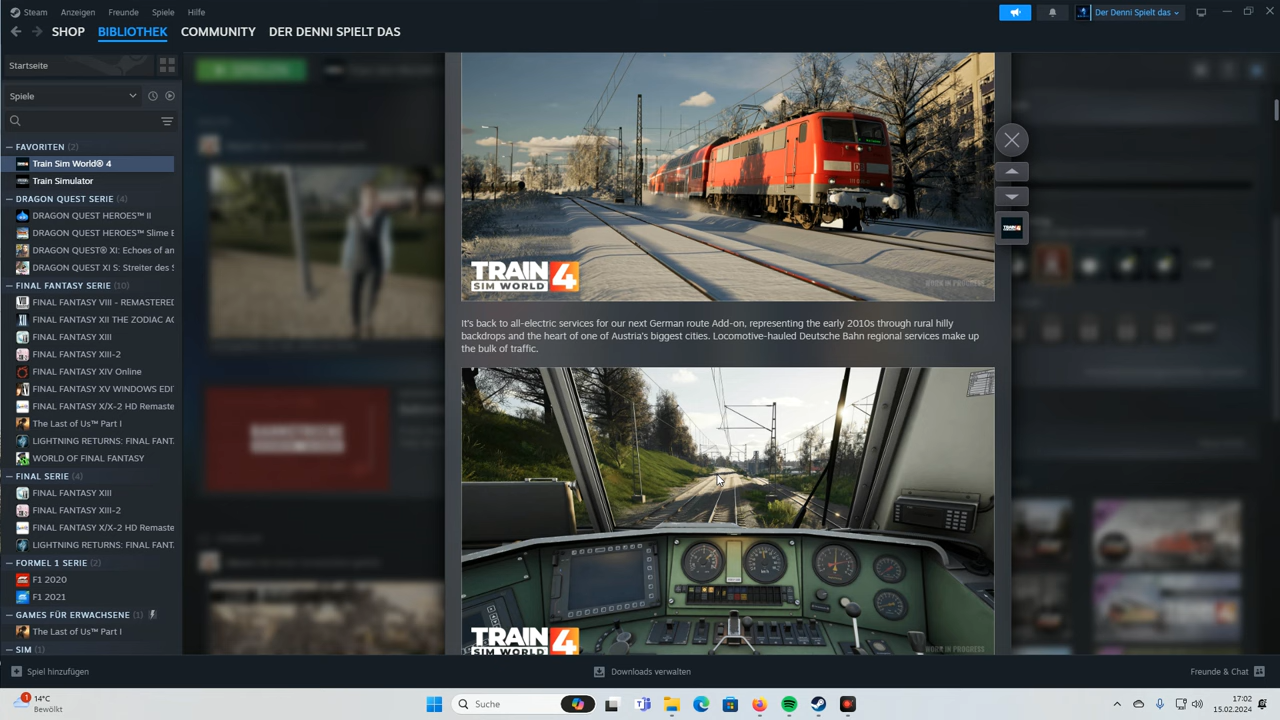 Steam Anzeigen Freunde Spiele Hilfe
Der Denni Spielt das
SHOP BIBLIOTHEK COMMUNITY DER DENNI SPIELT DAS
Startseite
Spiele
FAVORITEN (2)
Train Sim World® 4
Train Simulator
DRAGON QUEST SERIE (4)
DRAGON QUEST HEROES™ II
DRAGON QUEST HEROES™ Slime E
DRAGON QUEST® XI: Echoes of an
DRAGON QUEST XI S: Streiter des S
FINAL FANTASY SERIE (10)
FINAL FANTASY VIII - REMASTERED
FINAL FANTASY XII THE ZODIAC AG
FINAL FANTASY XIII
FINAL FANTASY XIII-2
FINAL FANTASY XIV Online
FINAL FANTASY XV WINDOWS EDI
FINAL FANTASY X/X-2 HD Remaste
The Last of Us™ Part I
LIGHTNING RETURNS: FINAL FANT
WORLD OF FINAL FANTASY
FINAL SERIE (4)
FINAL FANTASY XIII
FINAL FANTASY XIII-2
FINAL FANTASY X/X-2 HD Remaste
LIGHTNING RETURNS: FINAL FANT
FORMEL 1 SERIE (2)
F1 2020
F1 2021
GAMES FÜR ERWACHSENE (1)
The Last of Us™ Part I
SIM (1)
TRAIN
SIM WORLD 4
WORK IN PROGRESS
It's back to all-electric services for our next German route Add-on, representing the early 2010s through rural hilly
backdrops and the heart of one of Austria's biggest cities. Locomotive-hauled Deutsche Bahn regional services make up
the bulk of traffic.
TRAIN 4
WORK IN PROGRESS
Spiel hinzufügen
Downloads verwalten
Freunde & Chat
1
14°C
Bewölkt
Suche
17:02
15.02.2024